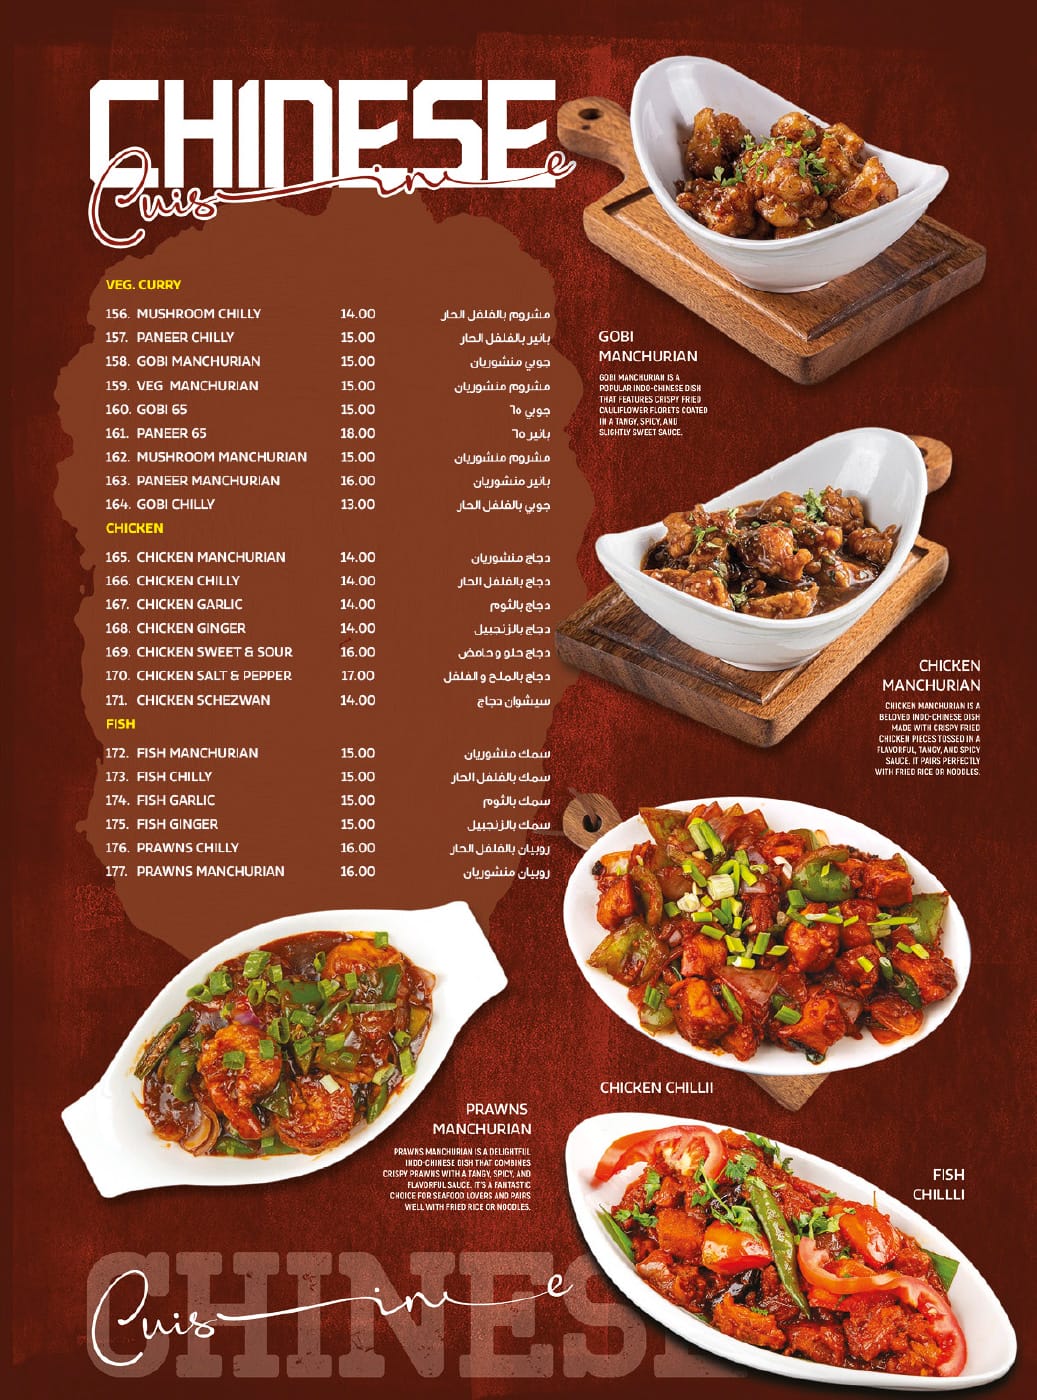 CHINESE
Cuisine
VEG. CURRY
156. MUSHROOM CHILLY 14.00 مشروم بالفلفل الحار
157. PANEER CHILLY 15.00 بانير بالفلفل الحار
158. GOBI MANCHURIAN 15.00 جوبي منشوريان
159. VEG MANCHURIAN 15.00 مشروم منشوريان
160. GOBI 65 15.00 جوبي ٦٥
161. PANEER 65 18.00 بانير ٦٥
162. MUSHROOM MANCHURIAN 15.00 مشروم منشوريان
163. PANEER MANCHURIAN 16.00 بانير منشوريان
164. GOBI CHILLY 13.00 جوبي بالفلفل الحار
CHICKEN
165. CHICKEN MANCHURIAN 14.00 دجاج منشوريان
166. CHICKEN CHILLY 14.00 دجاج بالفلفل الحار
167. CHICKEN GARLIC 14.00 دجاج بالثوم
168. CHICKEN GINGER 14.00 دجاج بالزنجبيل
169. CHICKEN SWEET & SOUR 16.00 دجاج حلو و حامض
170. CHICKEN SALT & PEPPER 17.00 دجاج بالملح و الفلفل
171. CHICKEN SCHEZWAN 14.00 سيشوان دجاج
FISH
172. FISH MANCHURIAN 15.00 سمك منشوريان
173. FISH CHILLY 15.00 سمك بالفلفل الحار
174. FISH GARLIC 15.00 سمك بالثوم
175. FISH GINGER 15.00 سمك بالزنجبيل
176. PRAWNS CHILLY 16.00 روبيان بالفلفل الحار
177. PRAWNS MANCHURIAN 16.00 روبيان منشوريان
GOBI
MANCHURIAN
GOBI MANCHURIAN IS A
POPULAR INDO-CHINESE DISH
THAT FEATURES CRISPY FRIED
CAULIFLOWER FLORETS COATED
IN A TANGY, SPICY, AND
SLIGHTLY SWEET SAUCE.
CHICKEN
MANCHURIAN
CHICKEN MANCHURIAN IS A
BELOVED INDO-CHINESE DISH
MADE WITH CRISPY FRIED
CHICKEN PIECES TOSSED IN A
FLAVORFUL, TANGY, AND SPICY
SAUCE. IT PAIRS PERFECTLY
WITH FRIED RICE OR NOODLES.
CHICKEN CHILLII
PRAWNS
MANCHURIAN
PRAWNS MANCHURIAN IS A DELIGHTFUL
INDO-CHINESE DISH THAT COMBINES
CRISPY PRAWNS WITH A TANGY, SPICY, AND
FLAVORFUL SAUCE. IT'S A FANTASTIC
CHOICE FOR SEAFOOD LOVERS AND PAIRS
WELL WITH FRIED RICE OR NOODLES.
FISH
CHILLLI
CHINESE
Cuisine